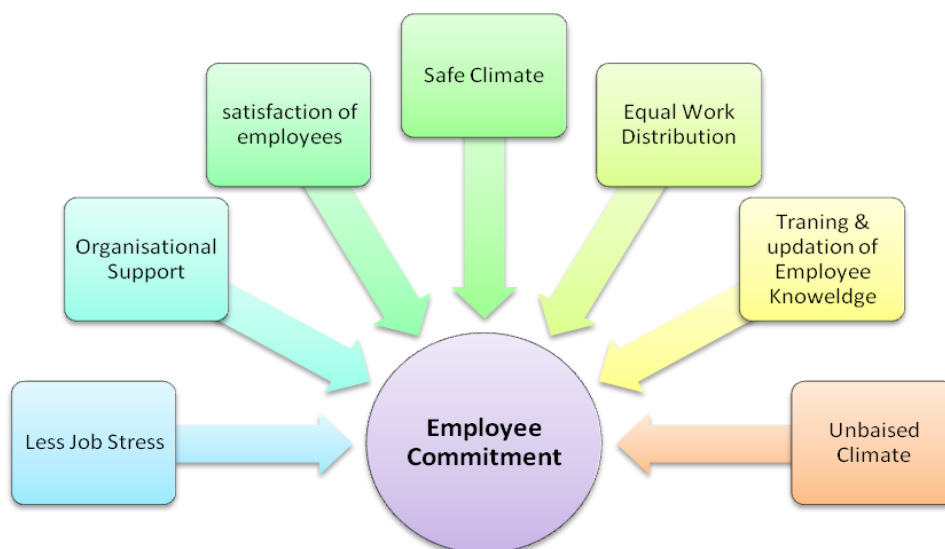 Safe Climate
satisfaction of
employees
Equal Work
Distribution
Organisational
Support
Traning &
updation of
Employee
Knoweldge
Less Job Stress
Employee
Commitment
Unbaised
Climate